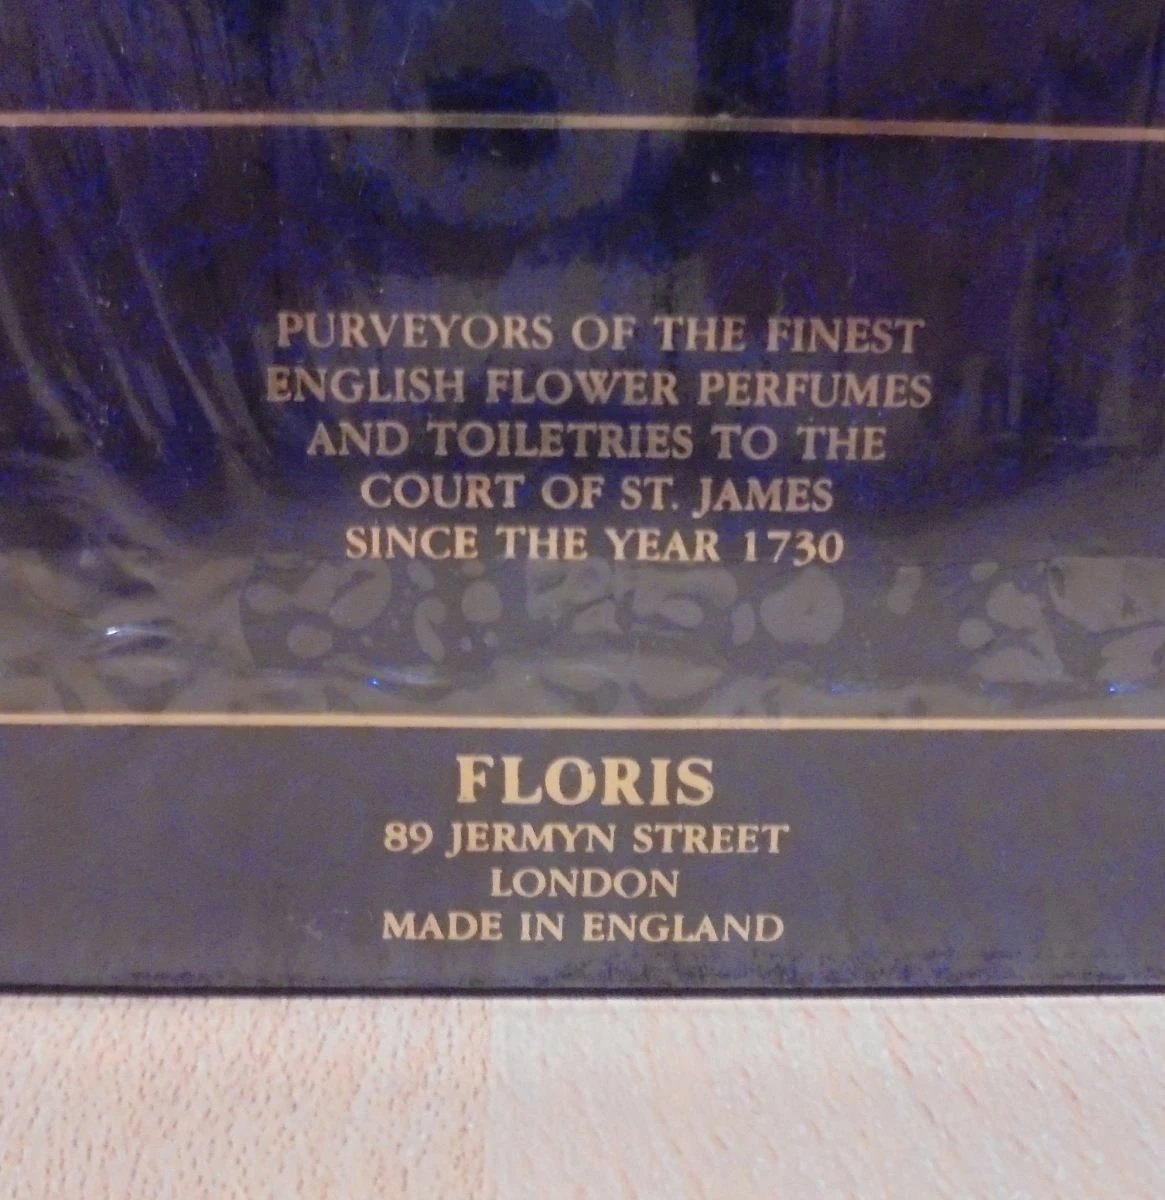 PURVEYORS OF THE FINEST
ENGLISH FLOWER PERFUMES
AND TOILETRIES TO THE
COURT OF ST. JAMES
SINCE THE YEAR 1730
FLORIS
89 JERMYN STREET
LONDON
MADE IN ENGLAND